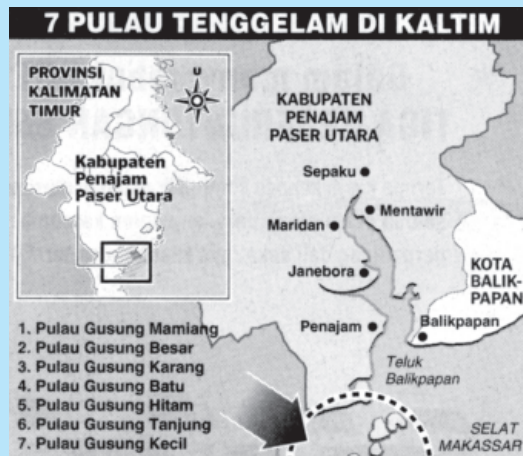 7 PULAU TENGGELAM DI KALTIM
PROVINSI
KALIMATAN
TIMUR
U
Kabupaten
Penajam
Paser Utara
KABUPATEN
PENAJAM
PASER UTARA
Sepaku
Mentawir
Maridan
Janebora
KOTA
BALIK-
PAPAN
Penajam
Balikpapan
Teluk
Balikpapan
1. Pulau Gusung Mamiang
2. Pulau Gusung Besar
3. Pulau Gusung Karang
4. Pulau Gusung Batu
5. Pulau Gusung Hitam
6. Pulau Gusung Tanjung
7. Pulau Gusung Kecil
SELAT
MAKASSAR